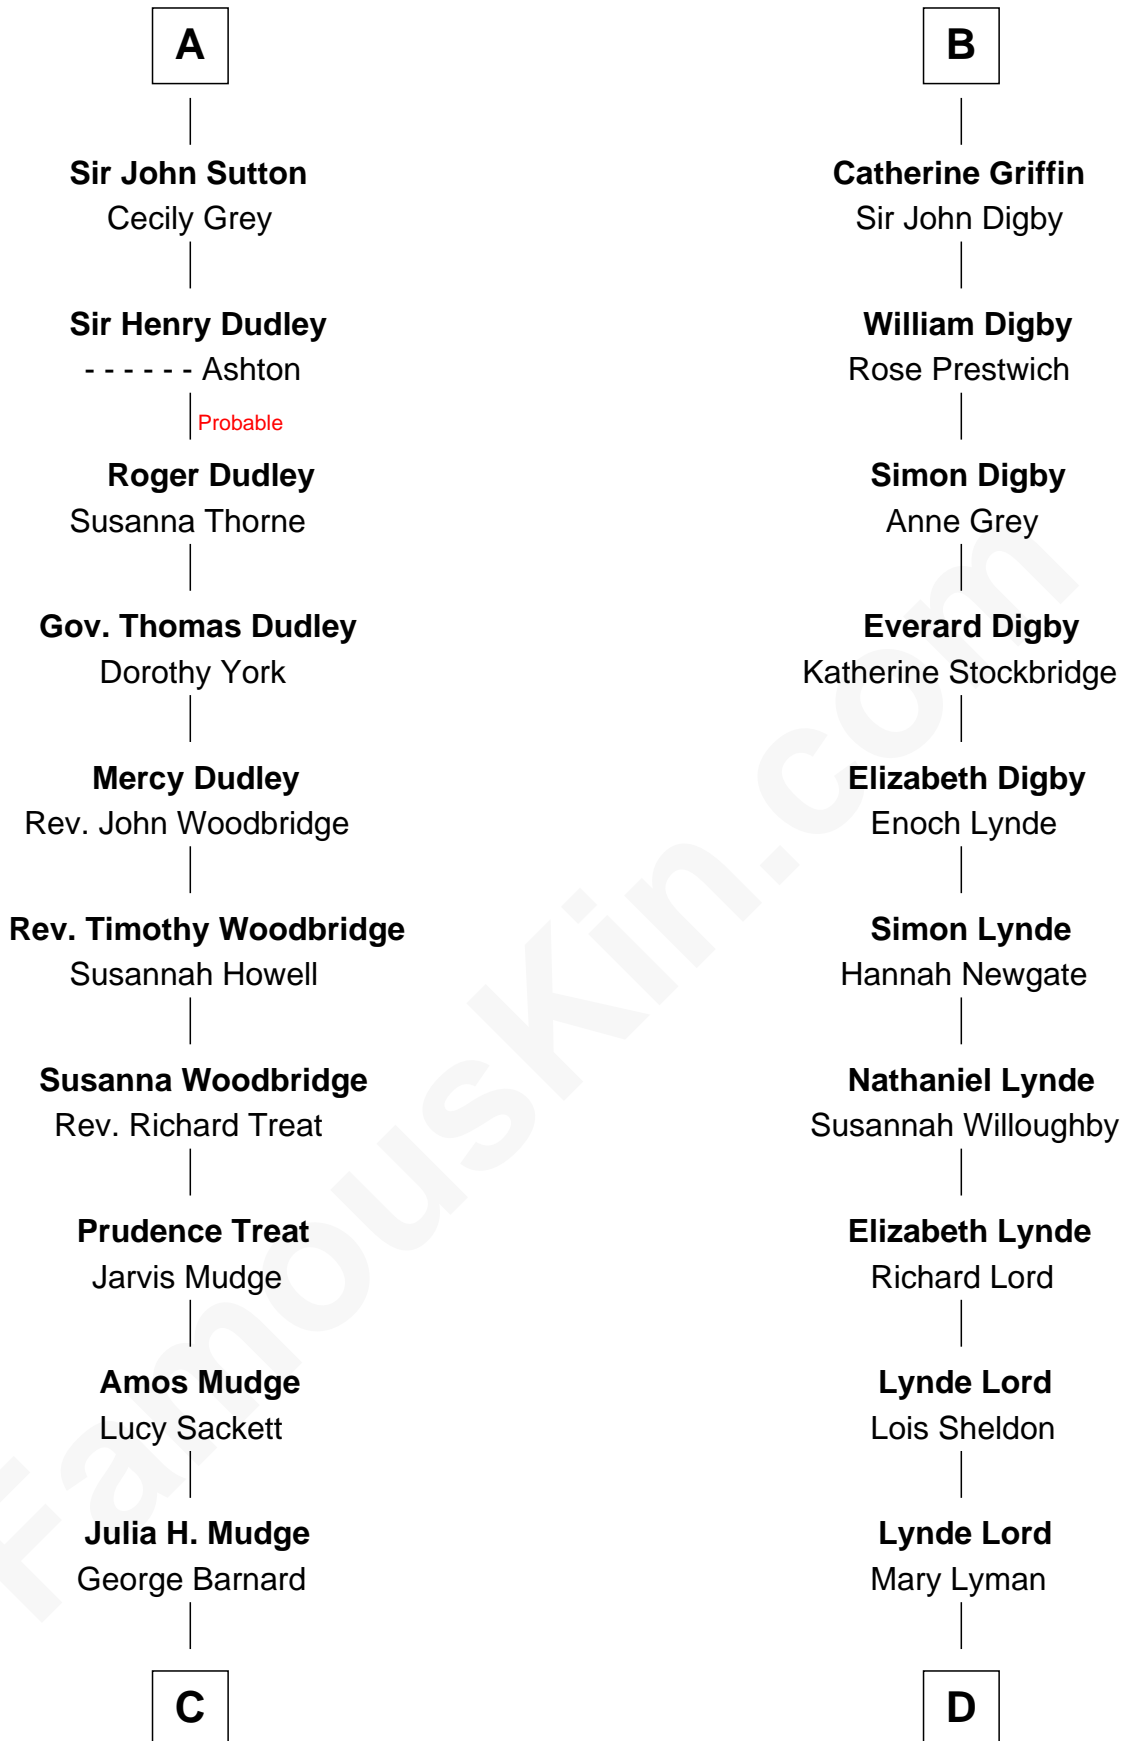 A
Sir John Sutton
Cecily Grey
Sir Henry Dudley
- - - - - - Ashton
Probable
Roger Dudley
Susanna Thorne
Gov. Thomas Dudley
Dorothy York
Mercy Dudley
Rev. John Woodbridge
Rev. Timothy Woodbridge
Susannah Howell
Susanna Woodbridge
Rev. Richard Treat
Prudence Treat
Jarvis Mudge
Amos Mudge
Lucy Sackett
Julia H. Mudge
George Barnard
C
B
Catherine Griffin
Sir John Digby
William Digby
Rose Prestwich
Simon Digby
Anne Grey
Everard Digby
Katherine Stockbridge
Elizabeth Digby
Enoch Lynde
Simon Lynde
Hannah Newgate
Nathaniel Lynde
Susannah Willoughby
Elizabeth Lynde
Richard Lord
Lynde Lord
Lois Sheldon
Lynde Lord
Mary Lyman
D
FamousKin.com